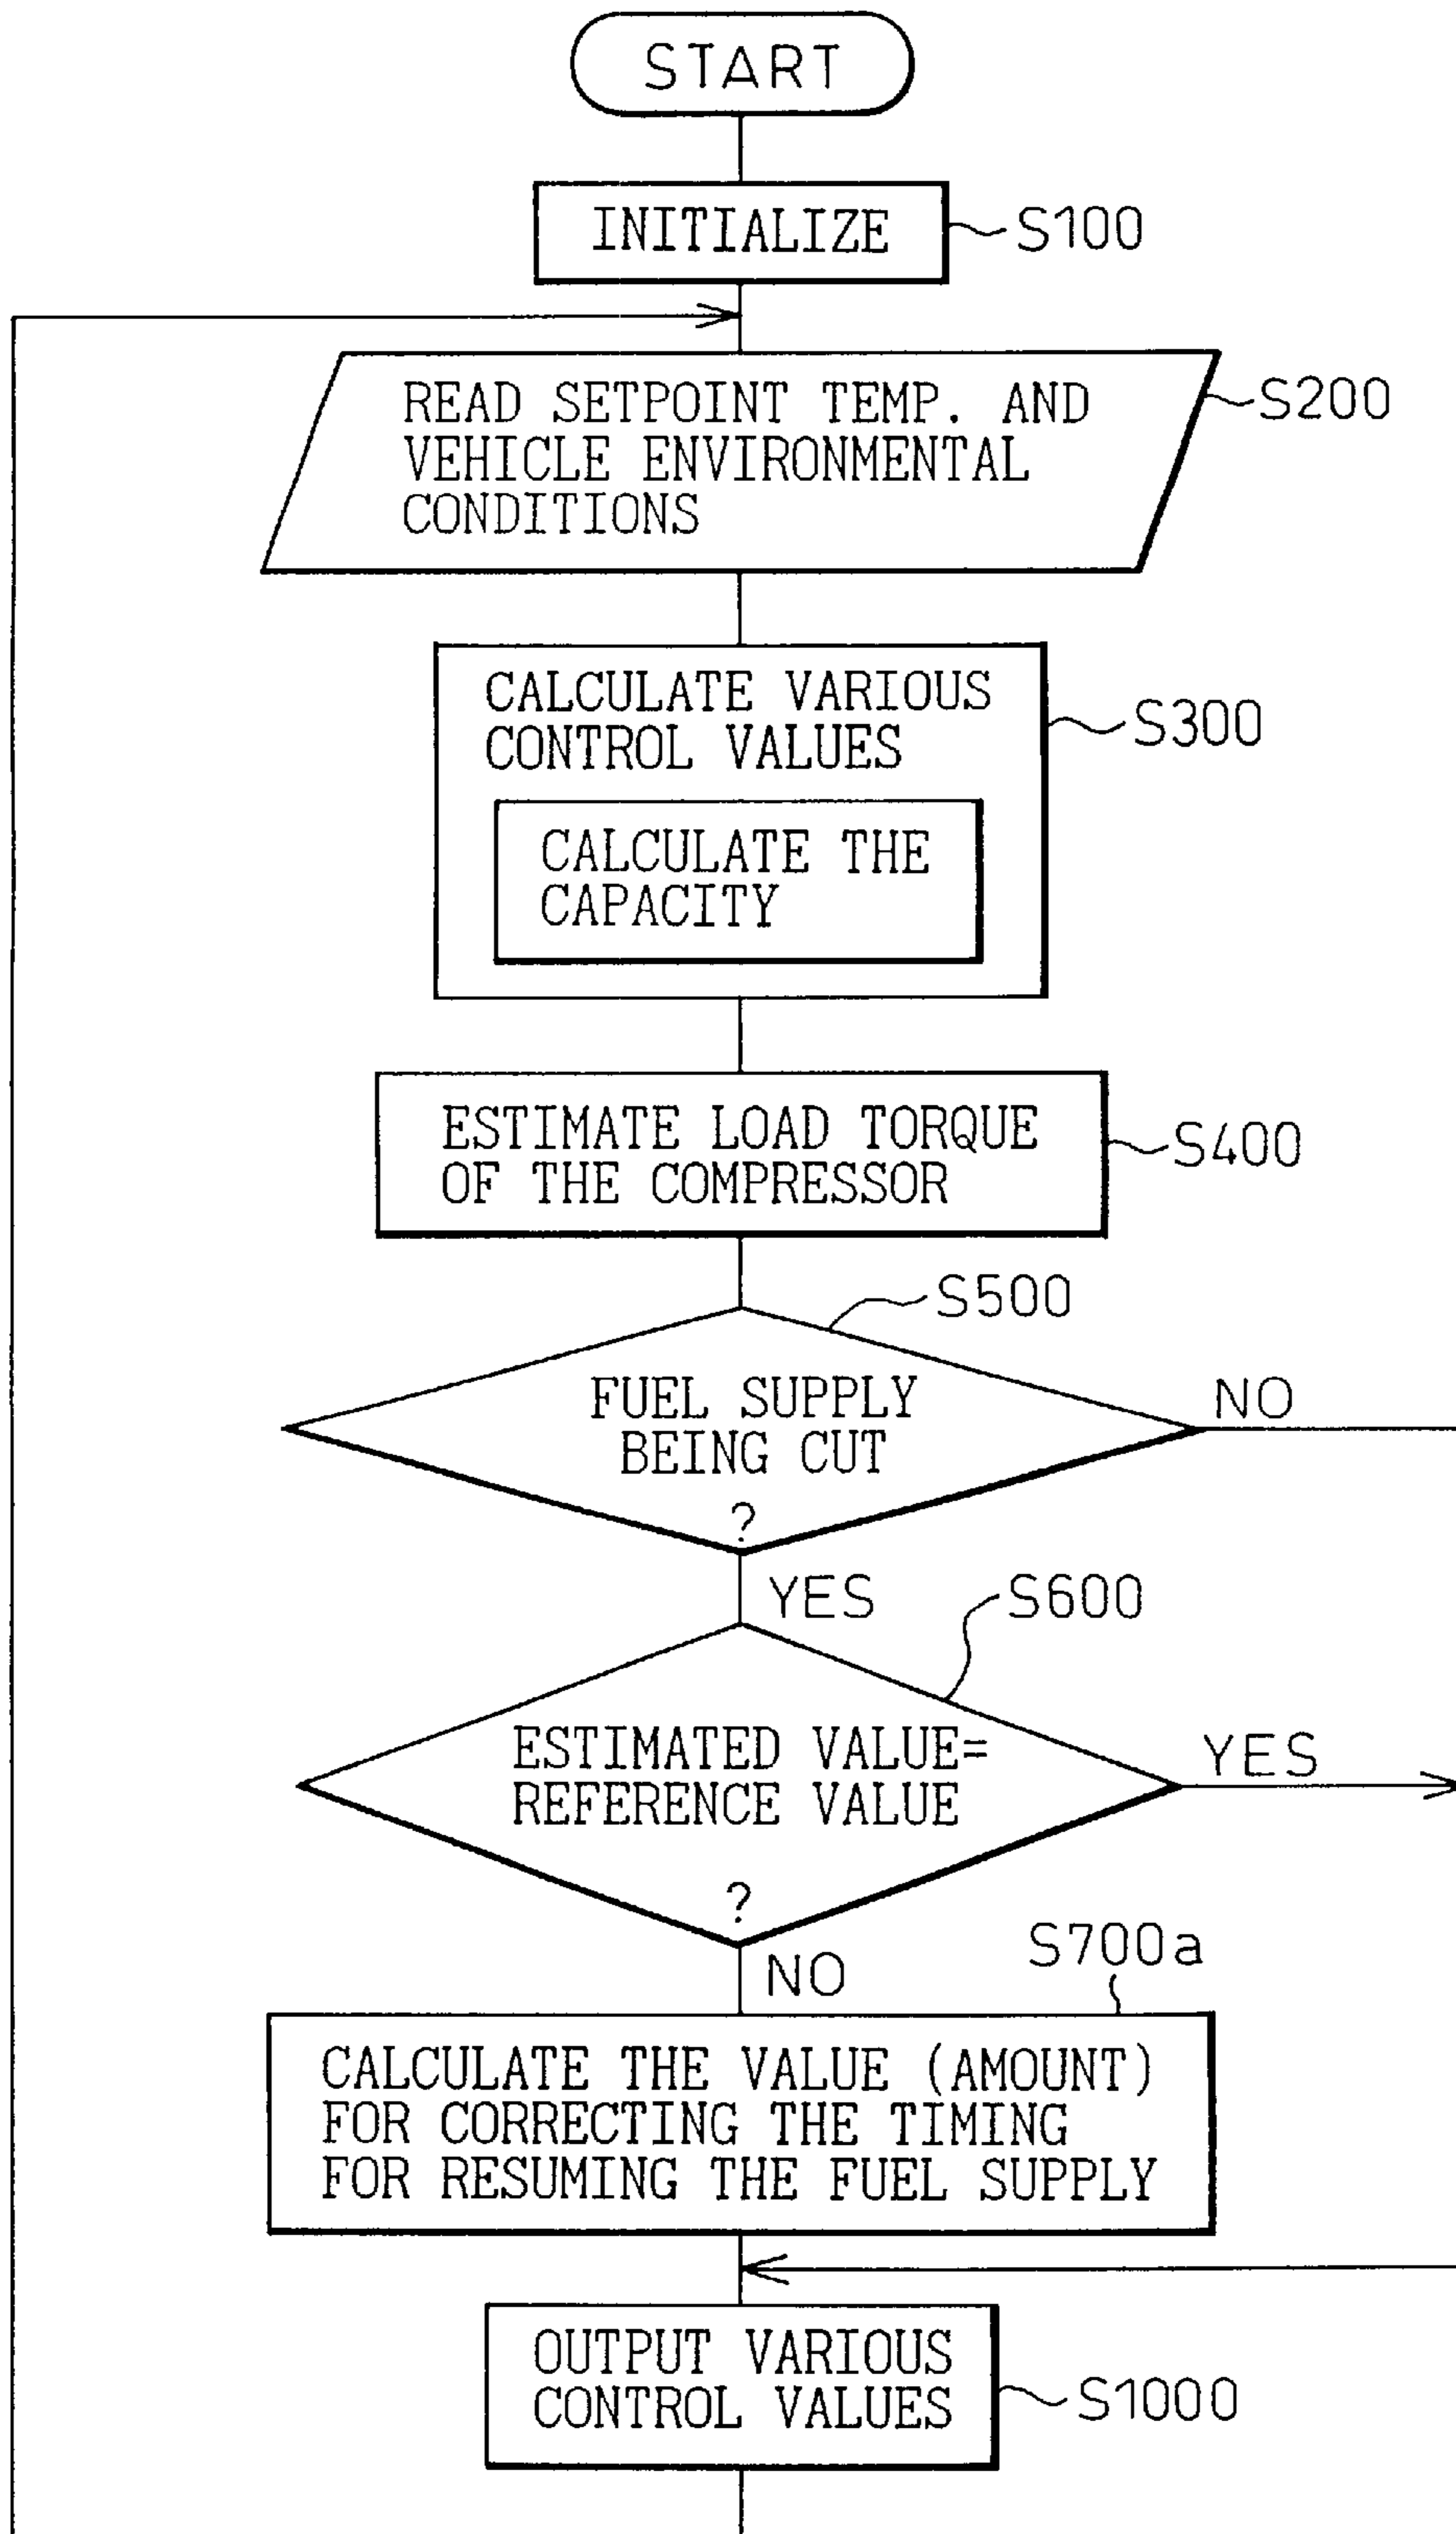 START
INITIALIZE
S100
READ SETPOINT TEMP. AND
VEHICLE ENVIRONMENTAL
CONDITIONS
S200
CALCULATE VARIOUS
CONTROL VALUES
S300
CALCULATE THE
CAPACITY
ESTIMATE LOAD TORQUE
OF THE COMPRESSOR
S400
S500
FUEL SUPPLY
BEING CUT
?
NO
YES
S600
ESTIMATED VALUE=
REFERENCE VALUE
?
YES
NO
S700a
CALCULATE THE VALUE (AMOUNT)
FOR CORRECTING THE TIMING
FOR RESUMING THE FUEL SUPPLY
OUTPUT VARIOUS
CONTROL VALUES
S1000